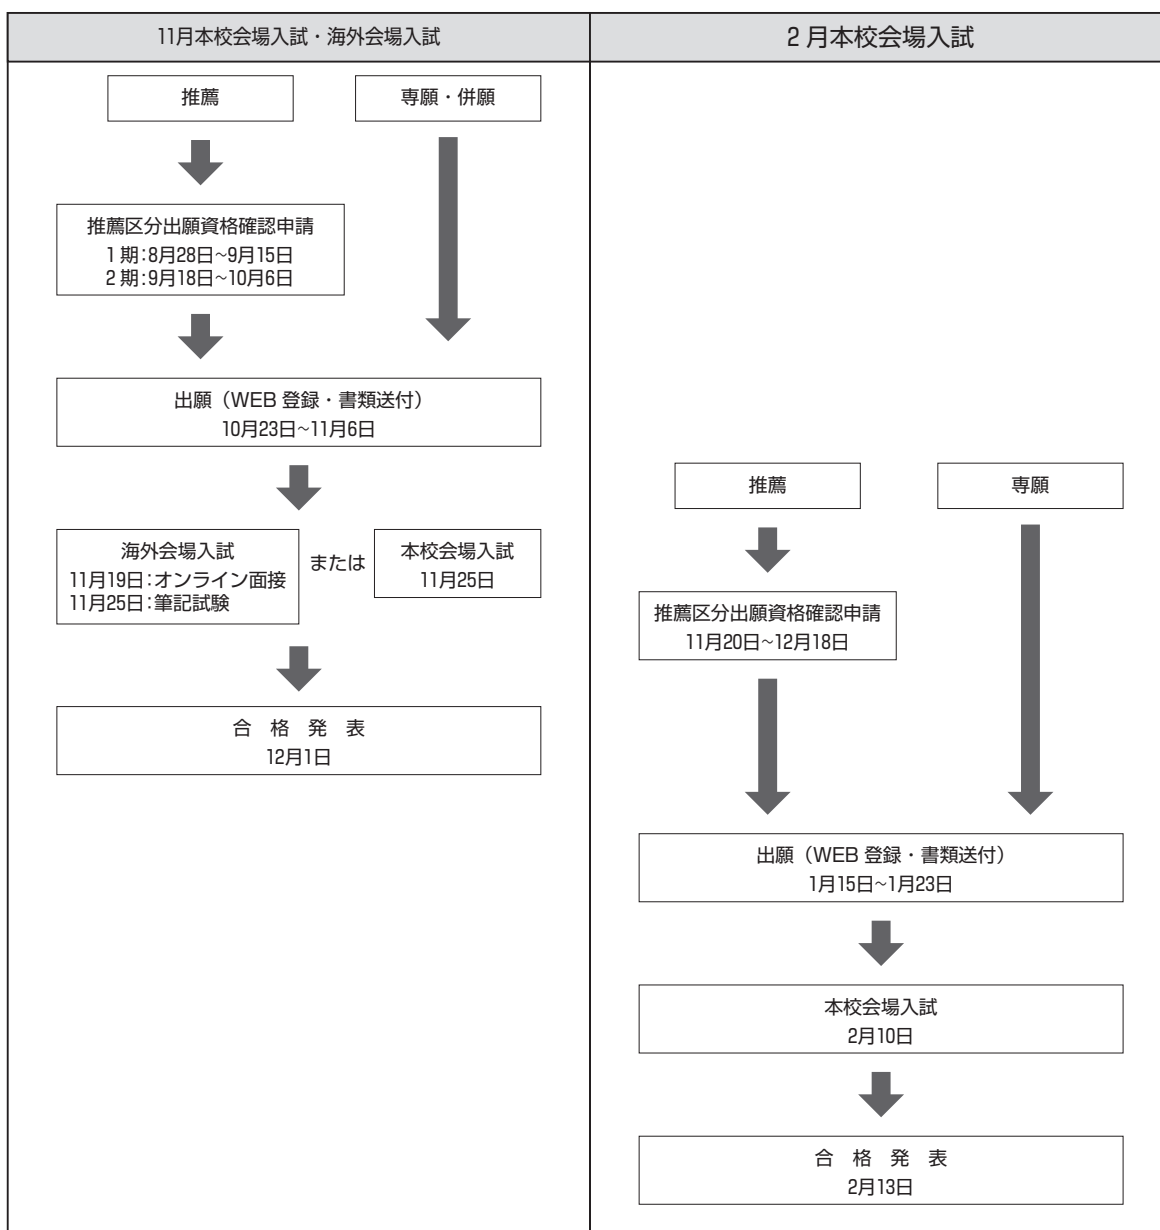 11月本校会場入試・海外会場入試
推薦
専願・併願
推薦区分出願資格確認申請
1期:8月28日~9月15日
2期:9月18日~10月6日
出願（WEB 登録・書類送付）
10月23日~11月6日
海外会場入試
11月19日:オンライン面接
11月25日:筆記試験
または
本校会場入試
11月25日
合 格 発 表
12月1日
2月本校会場入試
推薦
専願
推薦区分出願資格確認申請
11月20日~12月18日
出願（WEB 登録・書類送付）
1月15日~1月23日
本校会場入試
2月10日
合 格 発 表
2月13日